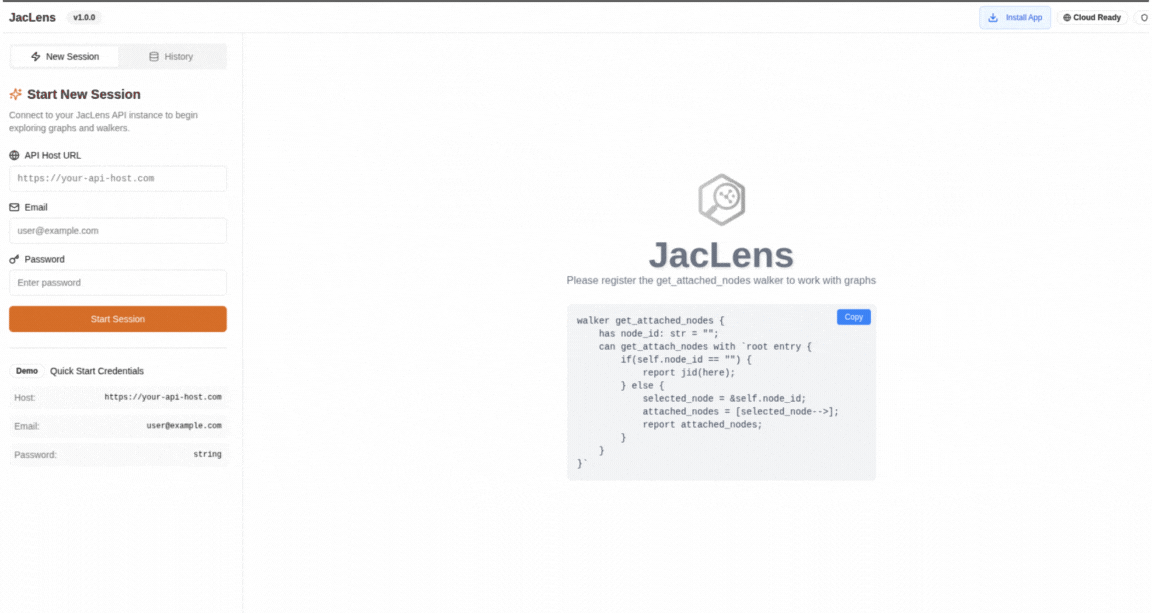 JacLens v1.0.0
Install App
Cloud Ready
New Session
History
Start New Session
Connect to your JacLens API instance to begin
exploring graphs and walkers.
API Host URL
https://your-api-host.com
Email
user@example.com
Password
Enter password
Start Session
Demo Quick Start Credentials
Host: https://your-api-host.com
Email: user@example.com
Password: string
JacLens
Please register the get_attached_nodes walker to work with graphs
Copy
walker get_attached_nodes {
    has node_id: str = "";
    can get_attach_nodes with `root entry {
        if(self.node_id == "") {
            report jid(here);
        } else {
            selected_node = &self.node_id;
            attached_nodes = [selected_node-->];
            report attached_nodes;
        }
    }
}`